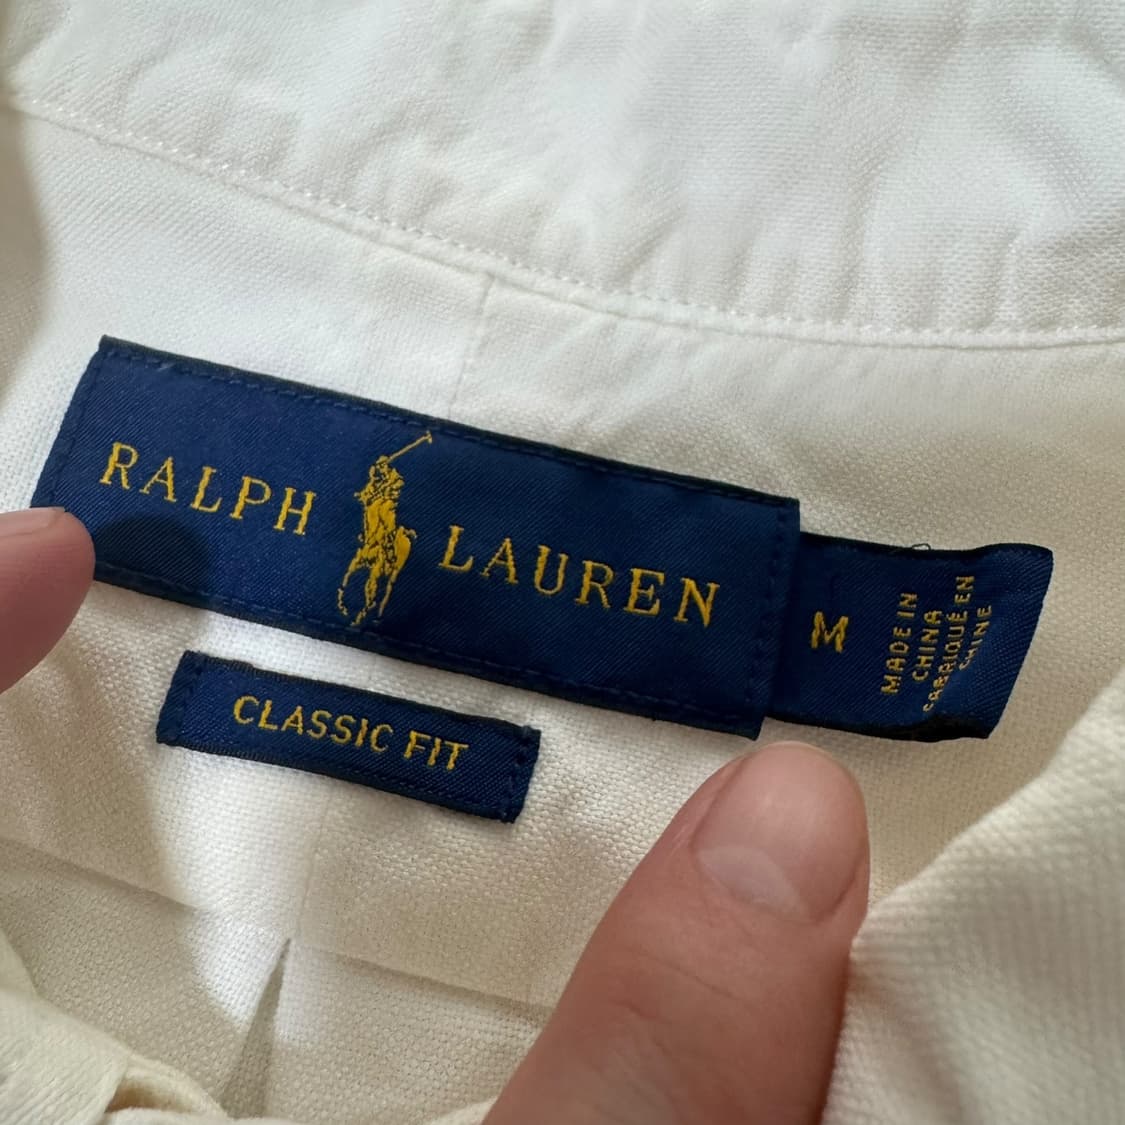 RALPH LAUREN
M
MADE IN
CHINA
FABRIQUÉ EN
CHINE
CLASSIC FIT